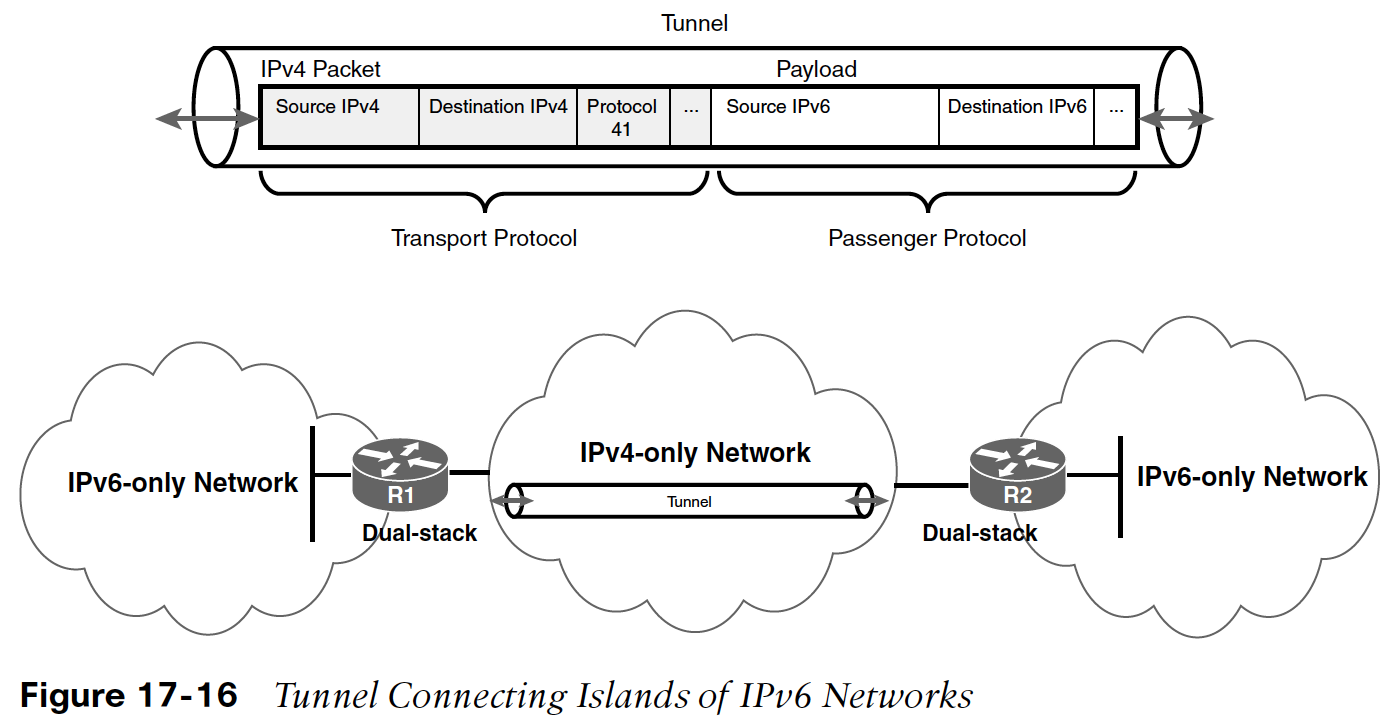 Tunnel
IPv4 Packet
Payload
Source IPv4
Destination IPv4
Protocol
41
...
Source IPv6
Destination IPv6
...
Transport Protocol
Passenger Protocol
IPv6-only Network
R1
Dual-stack
IPv4-only Network
Tunnel
R2
Dual-stack
IPv6-only Network
Figure 17-16 Tunnel Connecting Islands of IPv6 Networks